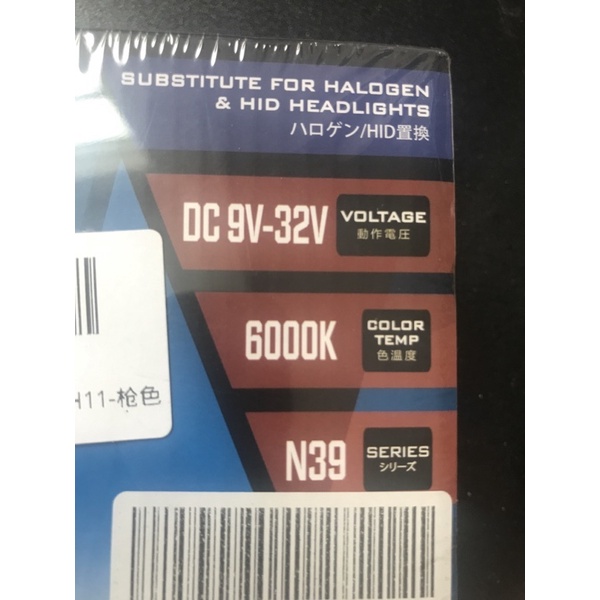 SUBSTITUTE FOR HALOGEN
& HID HEADLIGHTS
ハロゲン/HID置換
DC 9V-32V
VOLTAGE
動作電圧
6000K
COLOR
TEMP
色温度
H11-枪色
N39
SERIES
シリーズ